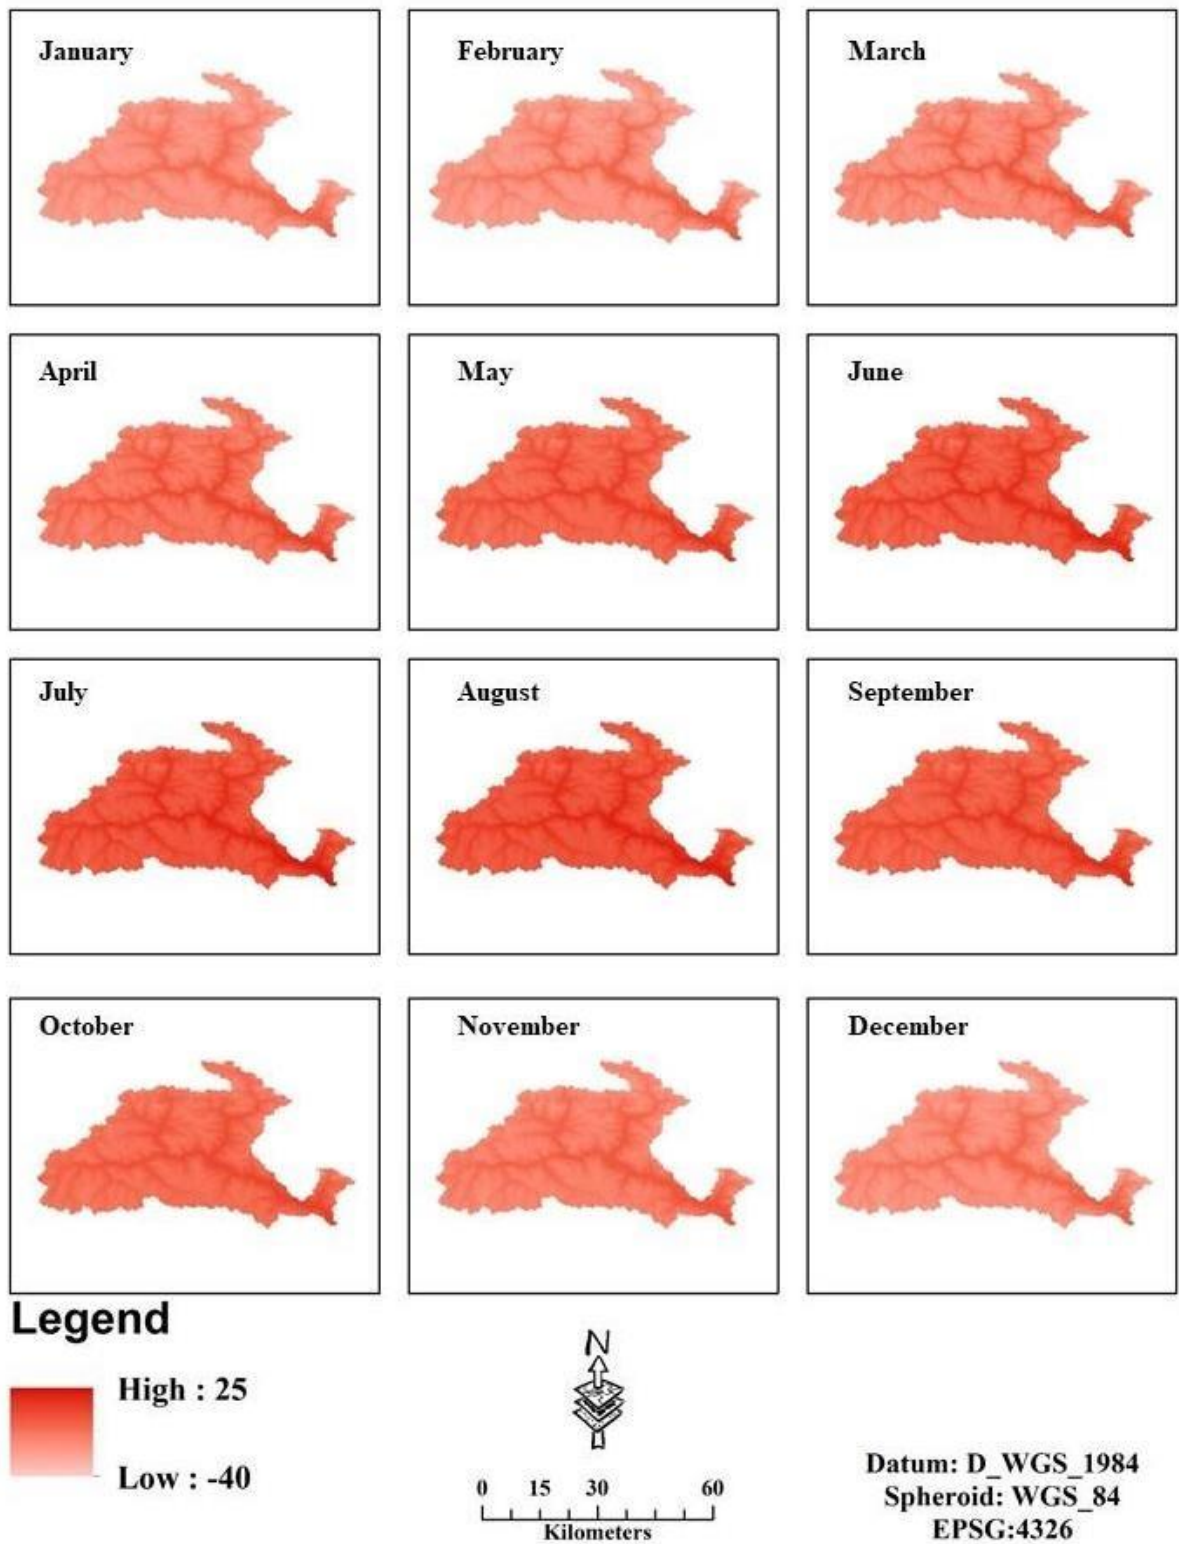 January
February
March
April
May
June
July
August
September
October
November
December
Legend
High : 25
Low : -40
N
0 15 30 60
Kilometers
Datum: D_WGS_1984
Spheroid: WGS_84
EPSG:4326